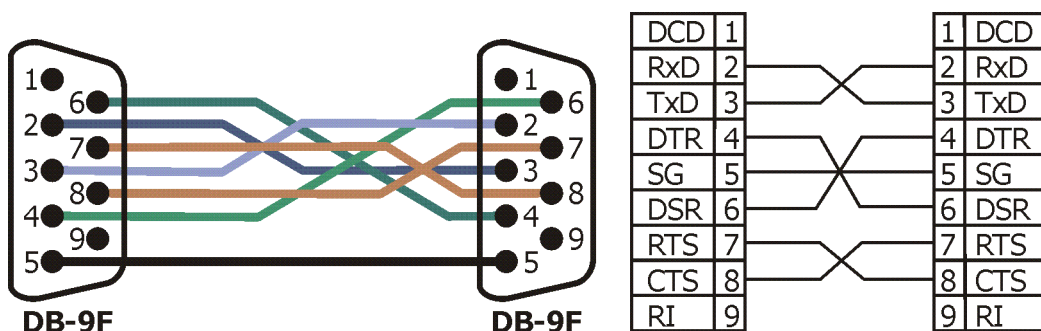 1 1
6 6
2 2
7 7
3 3
8 8
4 4
9 9
5 5
DB-9F DB-9F
DCD 1 1 DCD
RxD 2 2 RxD
TxD 3 3 TxD
DTR 4 4 DTR
SG 5 5 SG
DSR 6 6 DSR
RTS 7 7 RTS
CTS 8 8 CTS
RI 9 9 RI